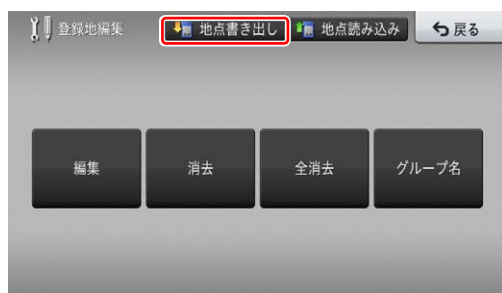 登録地編集
地点書き出し
地点読み込み
戻る
編集
消去
全消去
グループ名